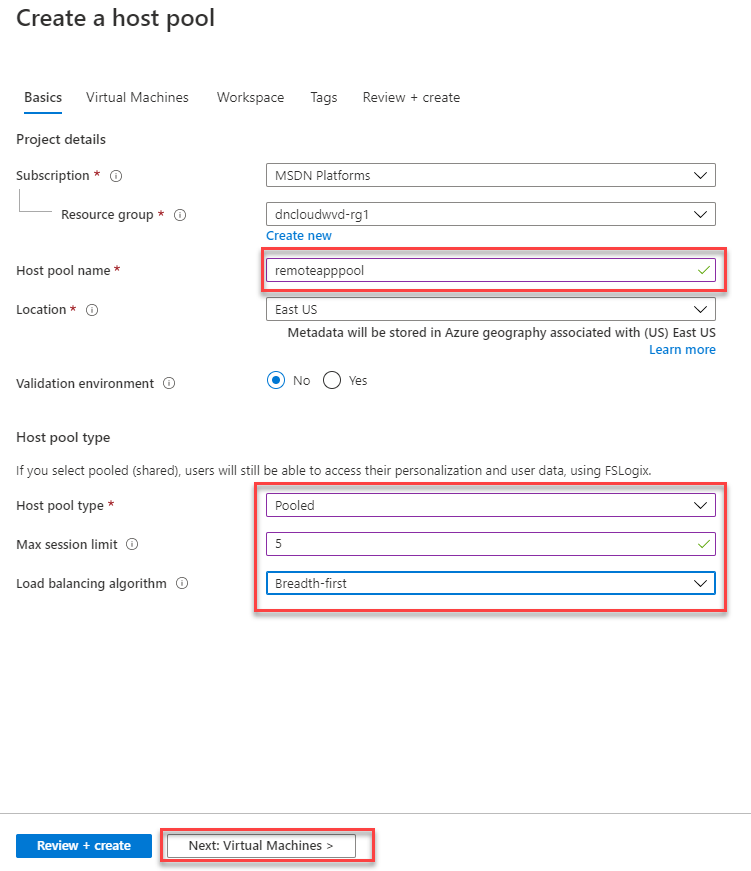 Create a host pool
Basics Virtual Machines Workspace Tags Review + create
Project details
Subscription * MSDN Platforms
Resource group * dncloudwvd-rg1
Create new
Host pool name * remoteapppool
Location * East US
Metadata will be stored in Azure geography associated with (US) East US
Learn more
Validation environment No Yes
Host pool type
If you select pooled (shared), users will still be able to access their personalization and user data, using FSLogix.
Host pool type * Pooled
Max session limit 5
Load balancing algorithm Breadth-first
Review + create Next: Virtual Machines >